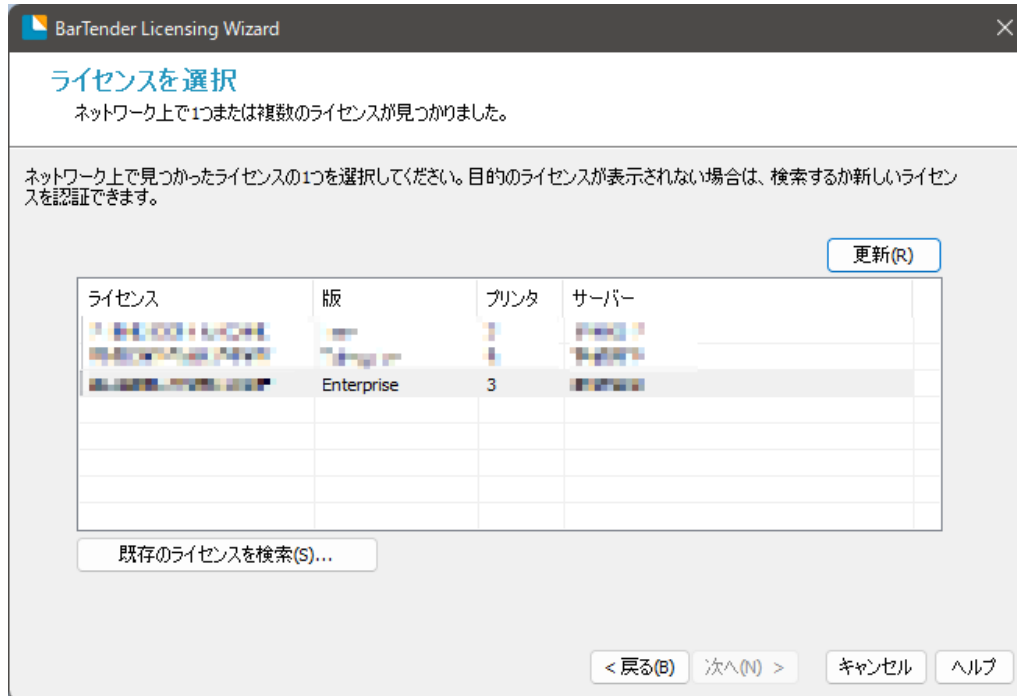 BarTender Licensing Wizard
ライセンスを選択
ネットワーク上で1つまたは複数のライセンスが見つかりました。
ネットワーク上で見つかったライセンスの1つを選択してください。目的のライセンスが表示されない場合は、検索するか新しいライセン
スを認証できます。
更新(R)
ライセンス 版 プリンタ サーバー
Enterprise 3
既存のライセンスを検索(S)...
< 戻る(B) 次へ(N) > キャンセル ヘルプ